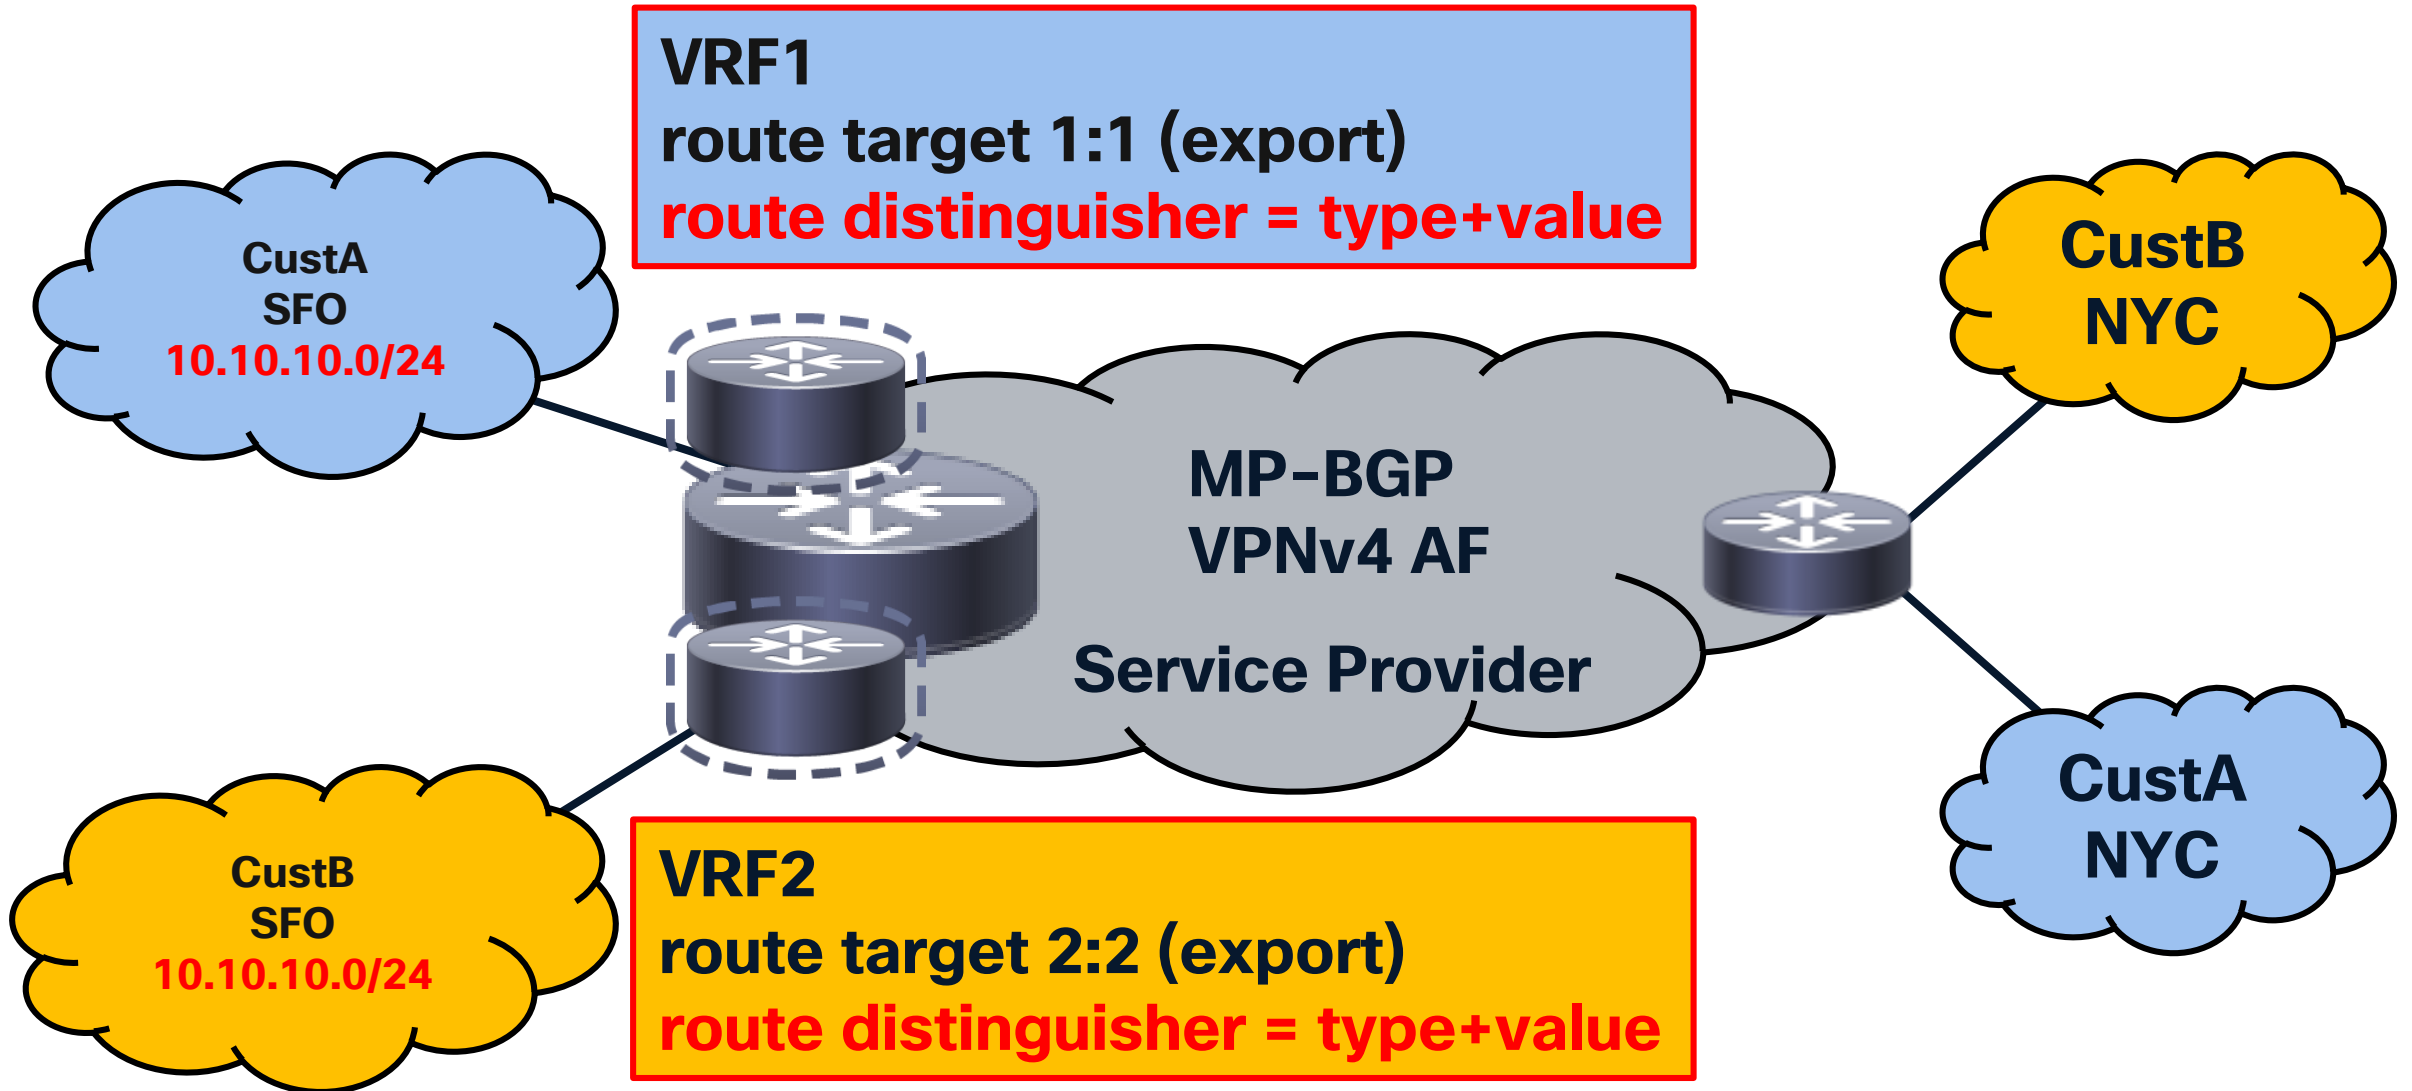 VRF1
route target 1:1 (export)
route distinguisher = type+value
CustA
SFO
10.10.10.0/24
CustB
NYC
MP-BGP
VPNv4 AF
Service Provider
CustA
NYC
CustB
SFO
10.10.10.0/24
VRF2
route target 2:2 (export)
route distinguisher = type+value